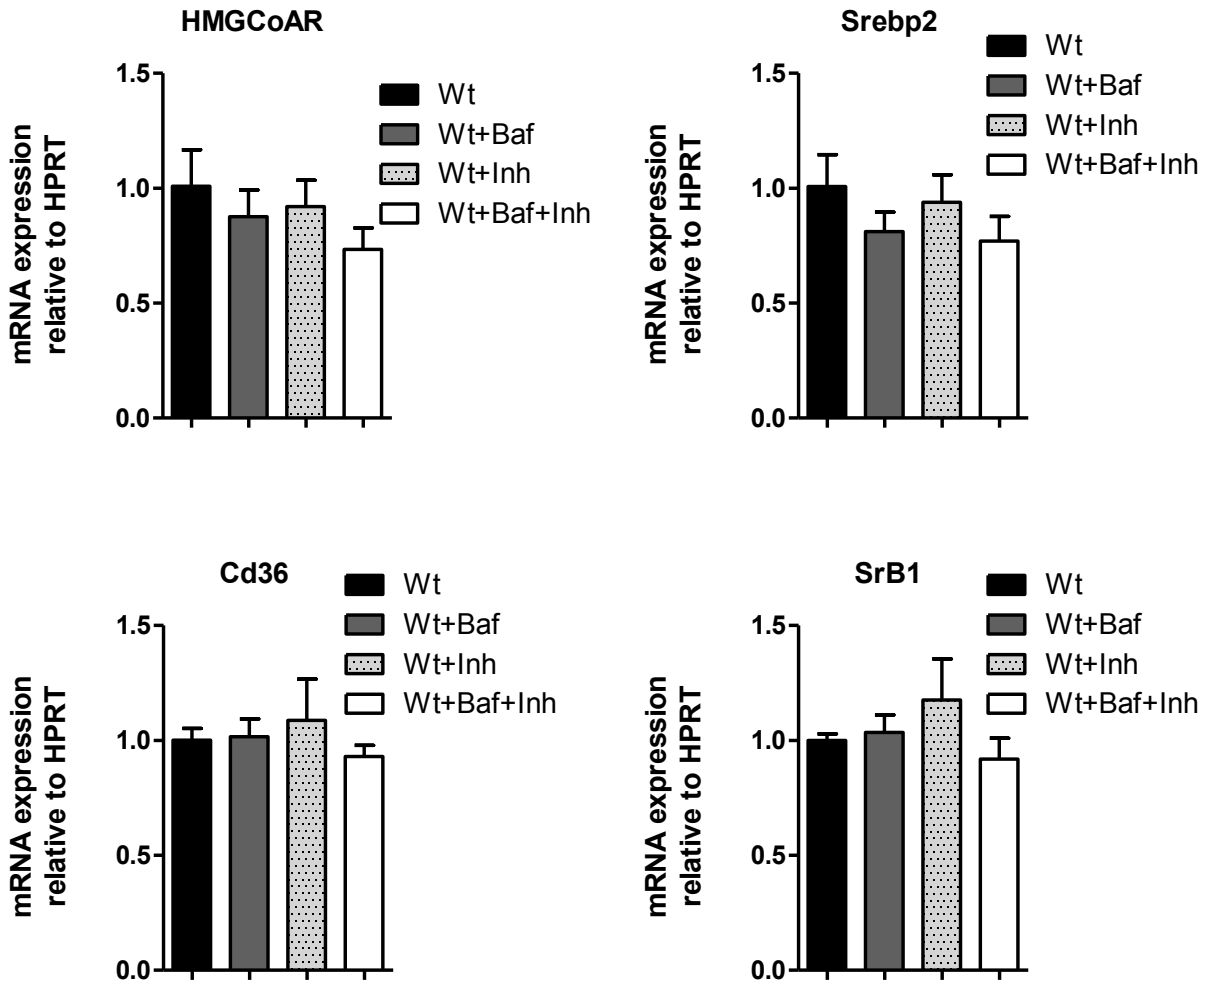 HMGCoAR
mRNA expression
relative to HPRT
1.5
1.0
0.5
0.0
Wt
Wt+Baf
Wt+Inh
Wt+Baf+Inh
Srebp2
mRNA expression
relative to HPRT
1.5
1.0
0.5
0.0
Wt
Wt+Baf
Wt+Inh
Wt+Baf+Inh
Cd36
mRNA expression
relative to HPRT
1.5
1.0
0.5
0.0
Wt
Wt+Baf
Wt+Inh
Wt+Baf+Inh
SrB1
mRNA expression
relative to HPRT
1.5
1.0
0.5
0.0
Wt
Wt+Baf
Wt+Inh
Wt+Baf+Inh